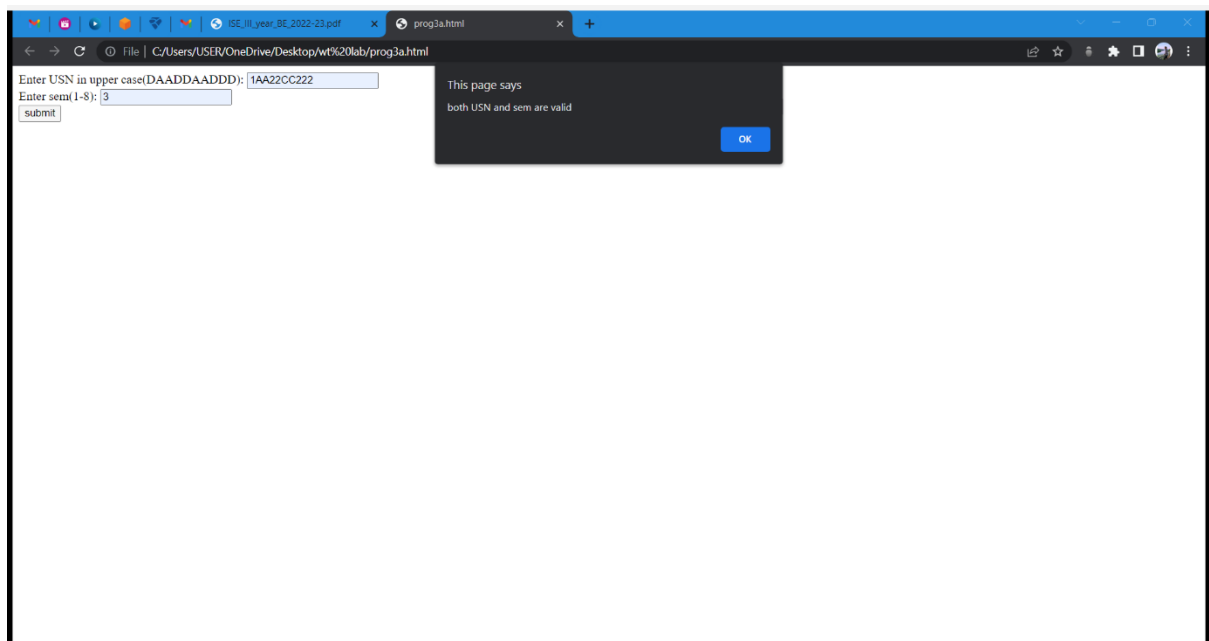 ISE_III_year_BE_2022-23.pdf
prog3a.html
File | C:/Users/USER/OneDrive/Desktop/wt%20lab/prog3a.html
Enter USN in upper case(DAADDAADDD): 1AA22CC222
Enter sem(1-8): 3
submit
This page says
both USN and sem are valid
OK